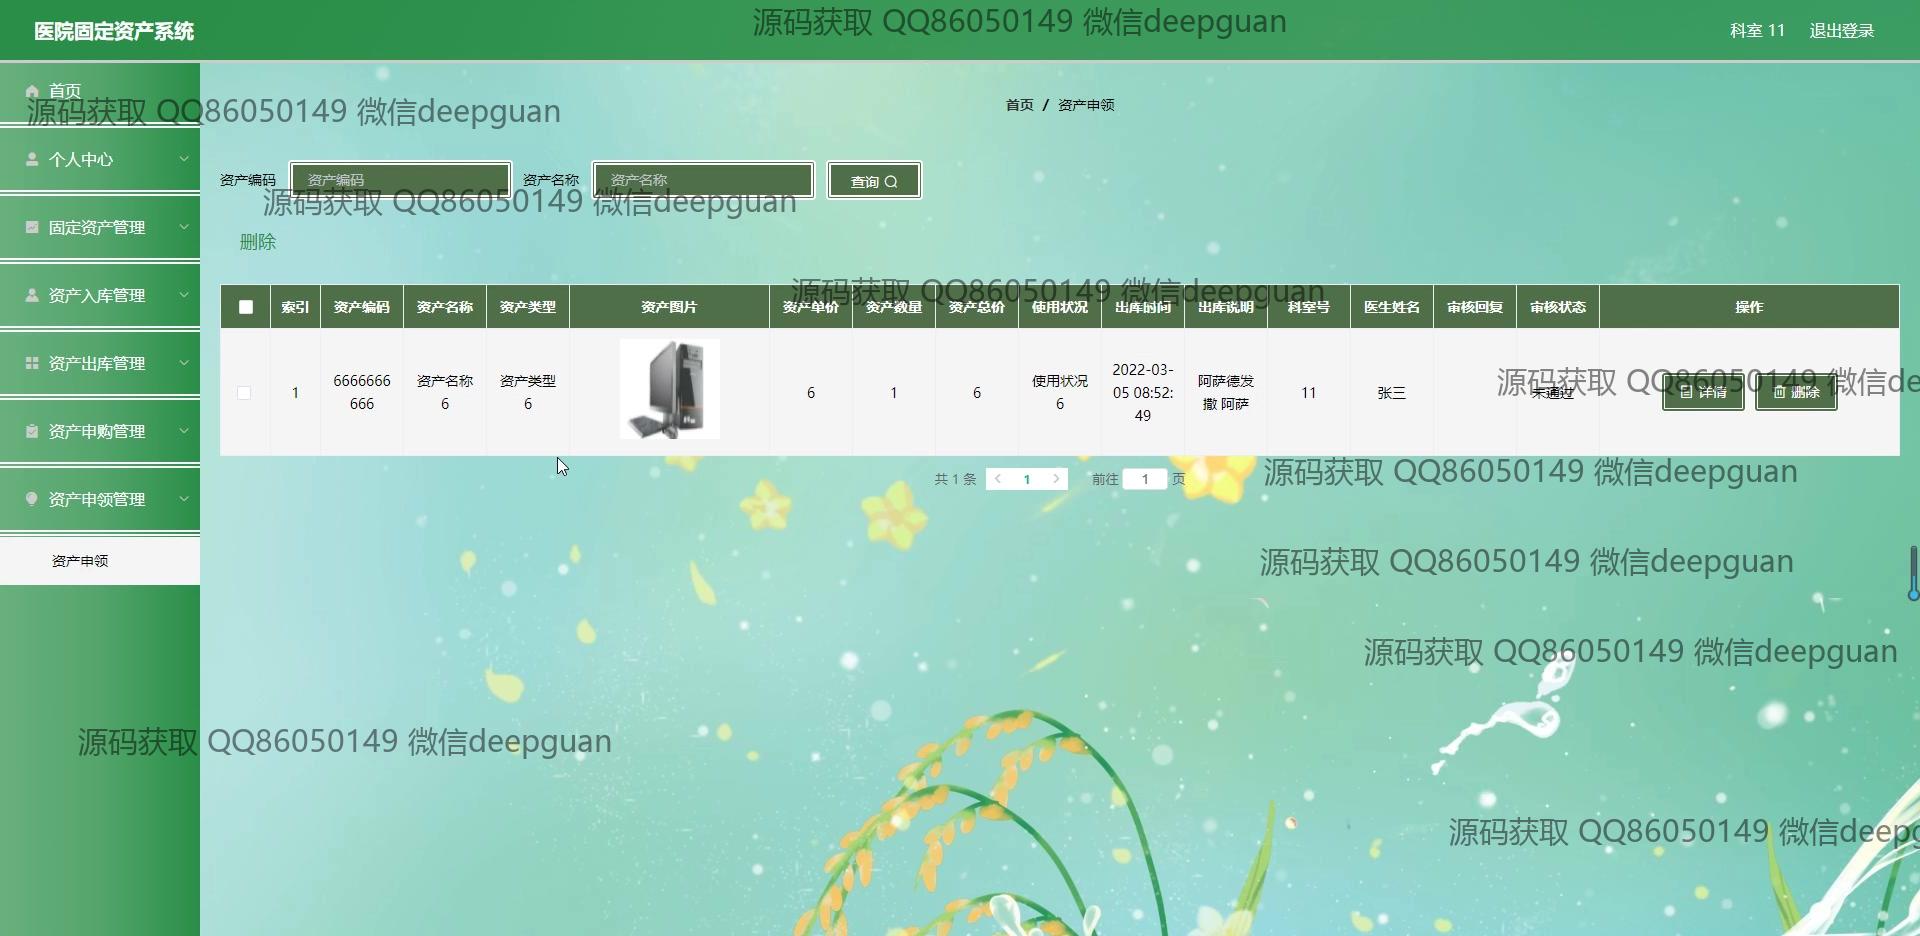 医院固定资产系统
源码获取 QQ86050149 微信deepguan
科室 11
退出登录
首页
源码获取 QQ86050149 微信deepguan
首页 / 资产申领
个人中心
资产编码
资产编码
资产名称
资产名称
查询
源码获取 QQ86050149 微信deepguan
固定资产管理
删除
资产入库管理
源码获取 QQ86050149 微信deepguan
索引 资产编码 资产名称 资产类型 资产图片 资产单价 资产数量 资产总价 使用状况 出库时间 出库说明 科室号 医生姓名 审核回复 审核状态 操作
资产出库管理
1
6666666
666
资产名称
6
资产类型
6
6
1
6
使用状况
6
2022-03-
05 08:52:
49
阿萨德发
撒 阿萨
11
张三
未通过
详情
删除
源码获取 QQ86050149 微信de
资产申购管理
共 1 条
1
前往 1 页
源码获取 QQ86050149 微信deepguan
资产申领管理
资产申领
源码获取 QQ86050149 微信deepguan
源码获取 QQ86050149 微信deepguan
源码获取 QQ86050149 微信deepguan
源码获取 QQ86050149 微信deepg